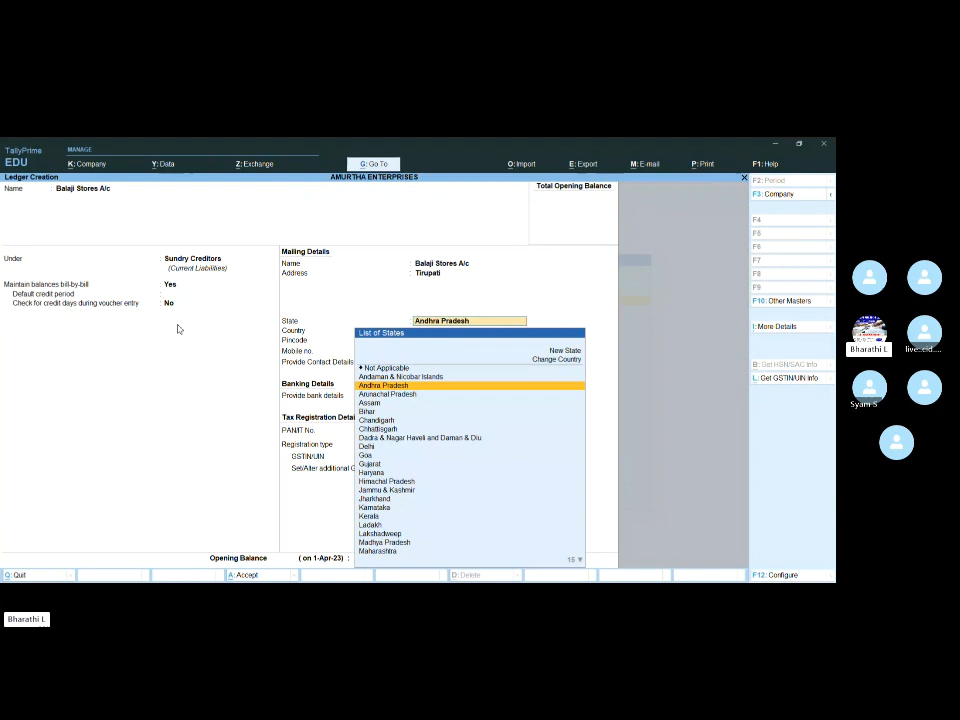 TallyPrime
EDU
MANAGE
K: Company
Y: Data
Z: Exchange
G: Go To
O: Import
E: Export
M: E-mail
P: Print
F1: Help
Ledger Creation
AMURTHA ENTERPRISES
X
Name : Balaji Stores A/c
Total Opening Balance
Under : Sundry Creditors
(Current Liabilities)
Maintain balances bill-by-bill : Yes
Default credit period :
Check for credit days during voucher entry : No
Mailing Details
Name : Balaji Stores A/c
Address : Tirupati
State : Andhra Pradesh
Country
Pincode
Mobile no.
Provide Contact Details
Banking Details
Provide bank details
Tax Registration Detai
PAN/IT No.
Registration type
GSTIN/UIN
Set/Alter additional G
List of States
New State
Change Country
♦ Not Applicable
Andaman & Nicobar Islands
Andhra Pradesh
Arunachal Pradesh
Assam
Bihar
Chandigarh
Chhattisgarh
Dadra & Nagar Haveli and Daman & Diu
Delhi
Goa
Gujarat
Haryana
Himachal Pradesh
Jammu & Kashmir
Jharkhand
Karnataka
Kerala
Ladakh
Lakshadweep
Madhya Pradesh
Maharashtra
15 ▼
Opening Balance ( on 1-Apr-23) :
Q: Quit
A: Accept
D: Delete
F2: Period
F3: Company
F4
F5
F6
F7
F8
F9
F10: Other Masters
I: More Details
B: Get HSN/SAC Info
L: Get GSTIN/UIN Info
F12: Configure
Bharathi L
live:.cid....
Syam S
Bharathi L